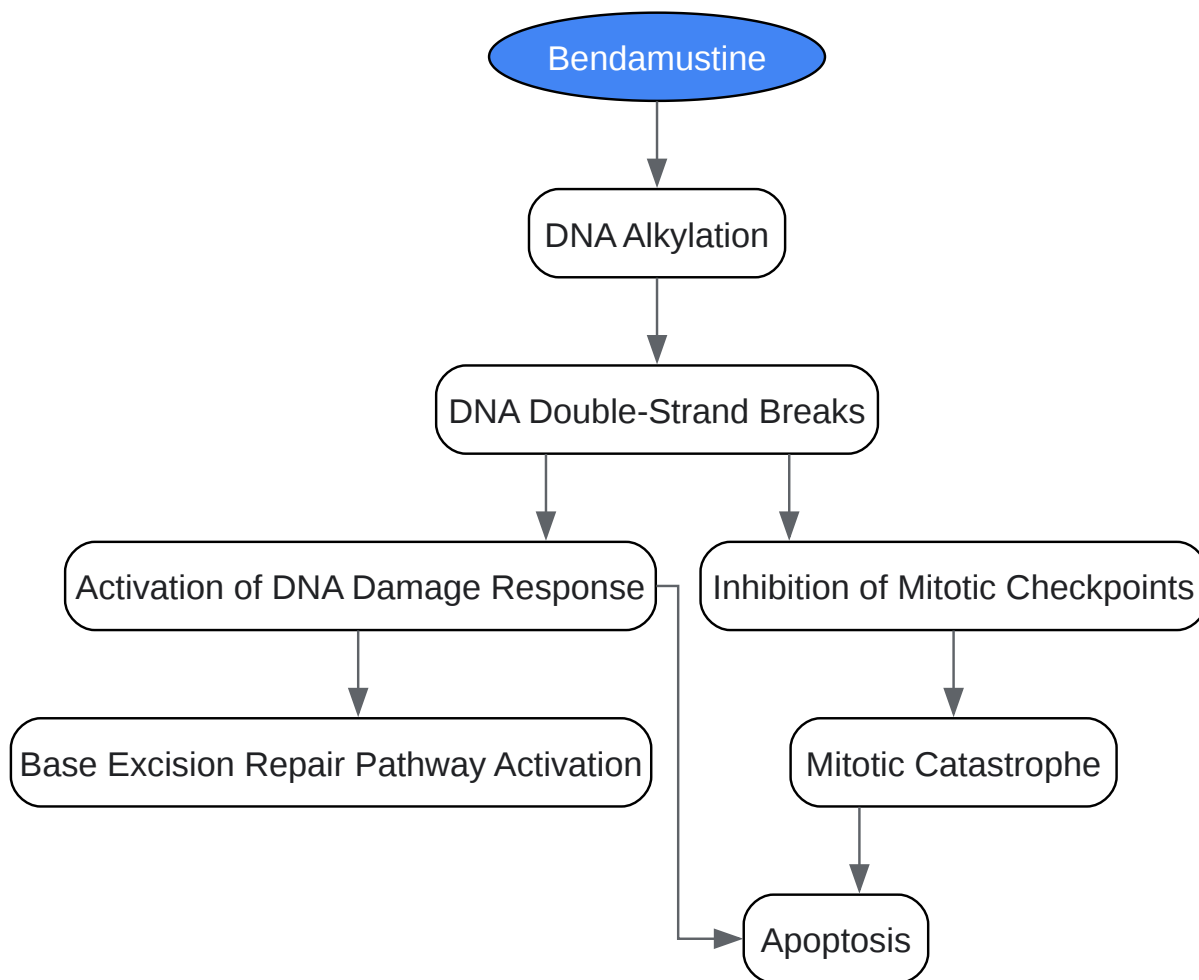 Bendamustine
DNA Alkylation
DNA Double-Strand Breaks
Activation of DNA Damage Response
Inhibition of Mitotic Checkpoints
Base Excision Repair Pathway Activation
Mitotic Catastrophe
Apoptosis